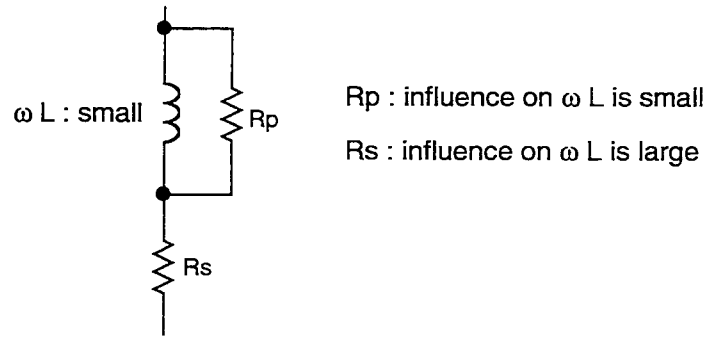 ω L : small
Rp
Rs
Rp : influence on ω L is small
Rs : influence on ω L is large